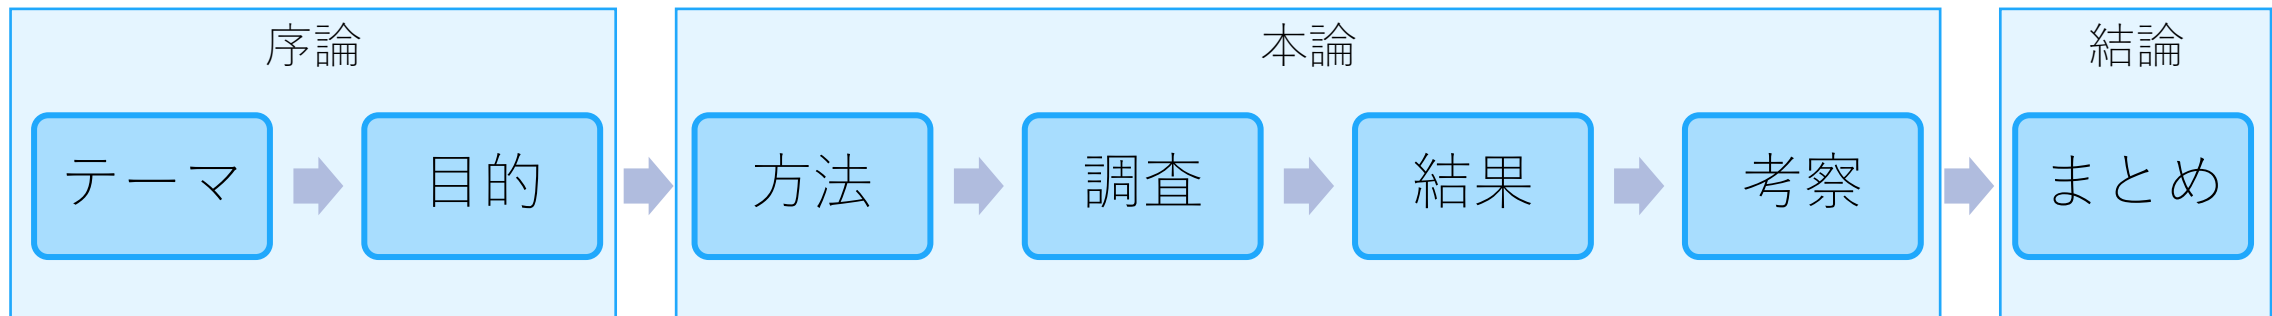 序論
テーマ
目的
本論
方法
調査
結果
考察
結論
まとめ